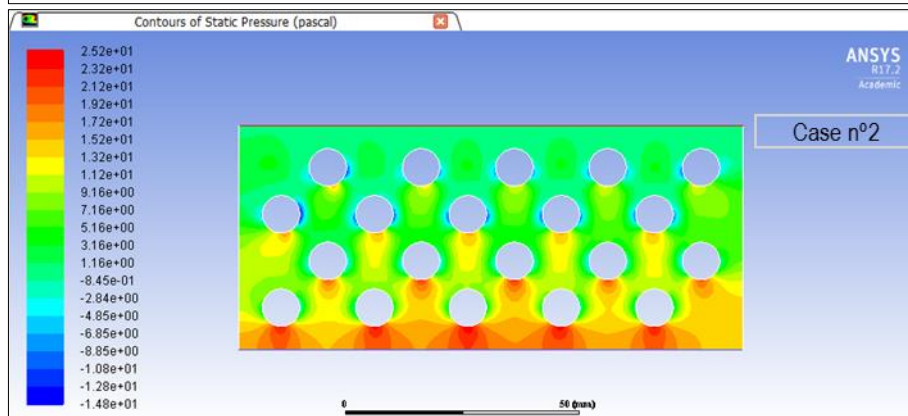 Contours of Static Pressure (pascal)
2.52e+01
2.32e+01
2.12e+01
1.92e+01
1.72e+01
1.52e+01
1.32e+01
1.12e+01
9.16e+00
7.16e+00
5.16e+00
3.16e+00
1.16e+00
-8.45e-01
-2.84e+00
-4.85e+00
-6.85e+00
-8.85e+00
-1.08e+01
-1.28e+01
-1.48e+01
ANSYS
R17.2
Academic
Case nº2
0 50 (mm)